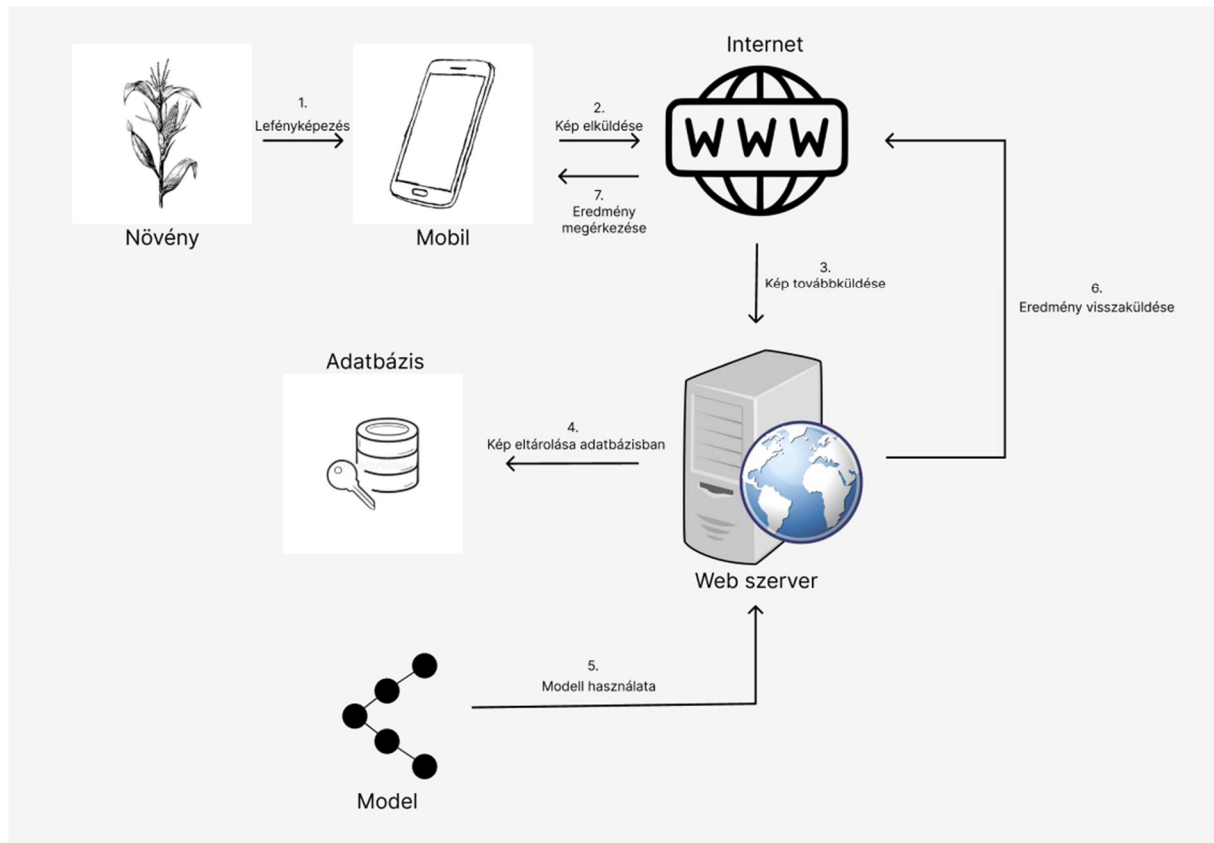 Internet
WWW
1.
Lefényképezés
2.
Kép elküldése
7.
Eredmény
megérkezése
Növény
Mobil
3.
Kép továbbküldése
6.
Eredmény visszaküldése
Adatbázis
4.
Kép eltárolása adatbázisban
Web szerver
5.
Modell használata
Model